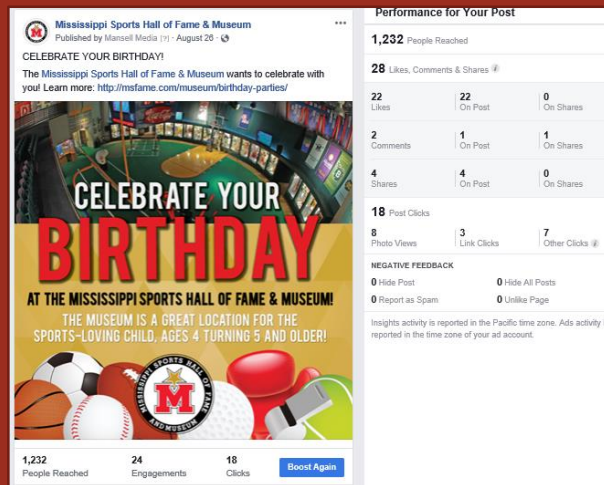 Mississippi Sports Hall of Fame & Museum
Published by Mansell Media [?] · August 26 ·
CELEBRATE YOUR BIRTHDAY!
The Mississippi Sports Hall of Fame & Museum wants to celebrate with
you! Learn more: http://msfame.com/museum/birthday-parties/
CELEBRATE YOUR
BIRTHDAY
AT THE MISSISSIPPI SPORTS HALL OF FAME & MUSEUM!
THE MUSEUM IS A GREAT LOCATION FOR THE
SPORTS-LOVING CHILD, AGES 4 TURNING 5 AND OLDER!
MISSISSIPPI SPORTS HALL OF FAME
M
AND MUSEUM
1,232 24 18
People Reached Engagements Clicks
Boost Again
Performance for Your Post
1,232 People Reached
28 Likes, Comments & Shares
22 22 0
Likes On Post On Shares
2 1 1
Comments On Post On Shares
4 4 0
Shares On Post On Shares
18 Post Clicks
8 3 7
Photo Views Link Clicks Other Clicks
NEGATIVE FEEDBACK
0 Hide Post 0 Hide All Posts
0 Report as Spam 0 Unlike Page
Insights activity is reported in the Pacific time zone. Ads activity
reported in the time zone of your ad account.